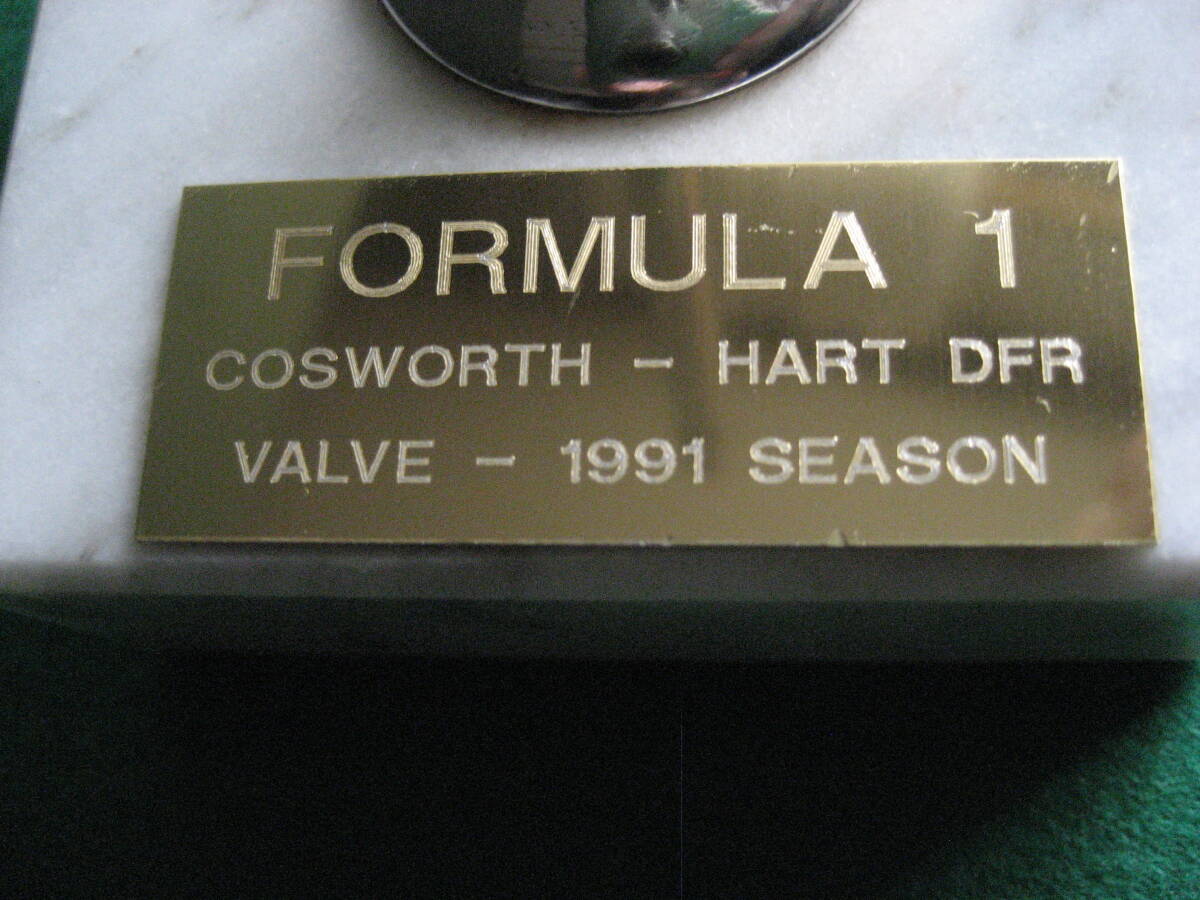 FORMULA 1
COSWORTH - HART DFR
VALVE - 1991 SEASON